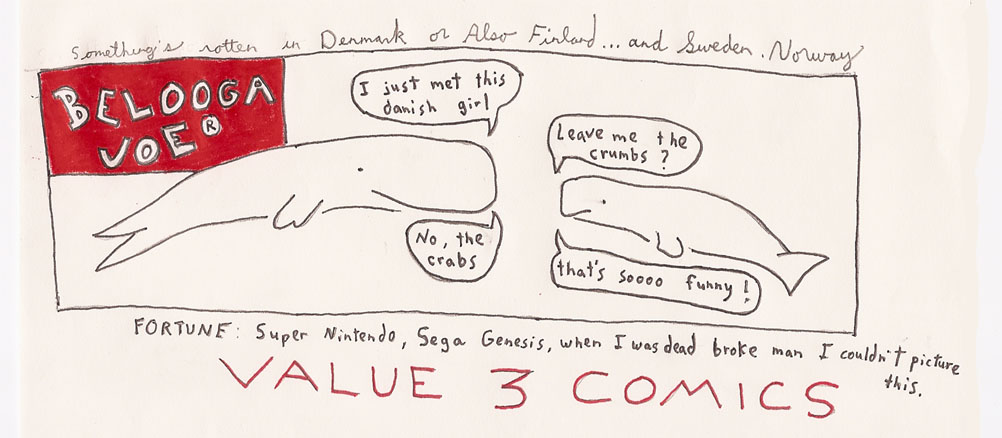 Something's rotten in Denmark or Also Finland... and Sweden. Norway
BELOOGA
JOE®
I just met this
danish girl
Leave me the
crumbs?
No, the
crabs
that's soooo funny!
FORTUNE: Super Nintendo, Sega Genesis, when I was dead broke man I couldn't picture
this.
VALUE 3 COMICS